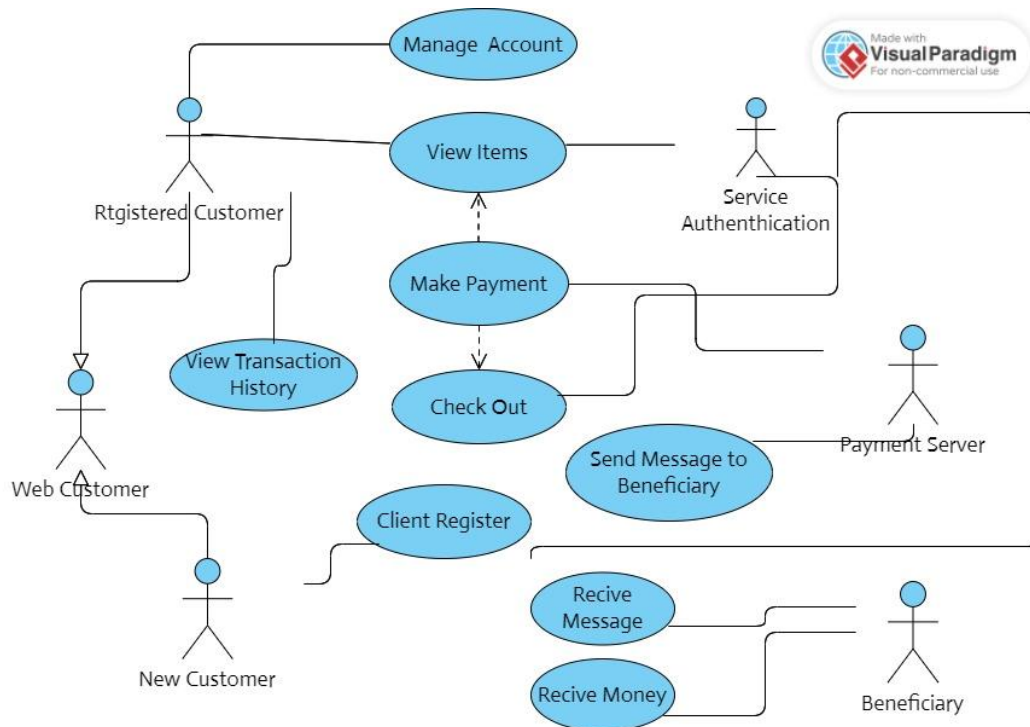 Manage Account
Made with
Visual Paradigm
For non-commercial use
View Items
Rtgistered Customer
Service
Authenthication
Make Payment
View Transaction
History
Check Out
Payment Server
Send Message to
Beneficiary
Web Customer
Client Register
Recive
Message
New Customer
Recive Money
Beneficiary